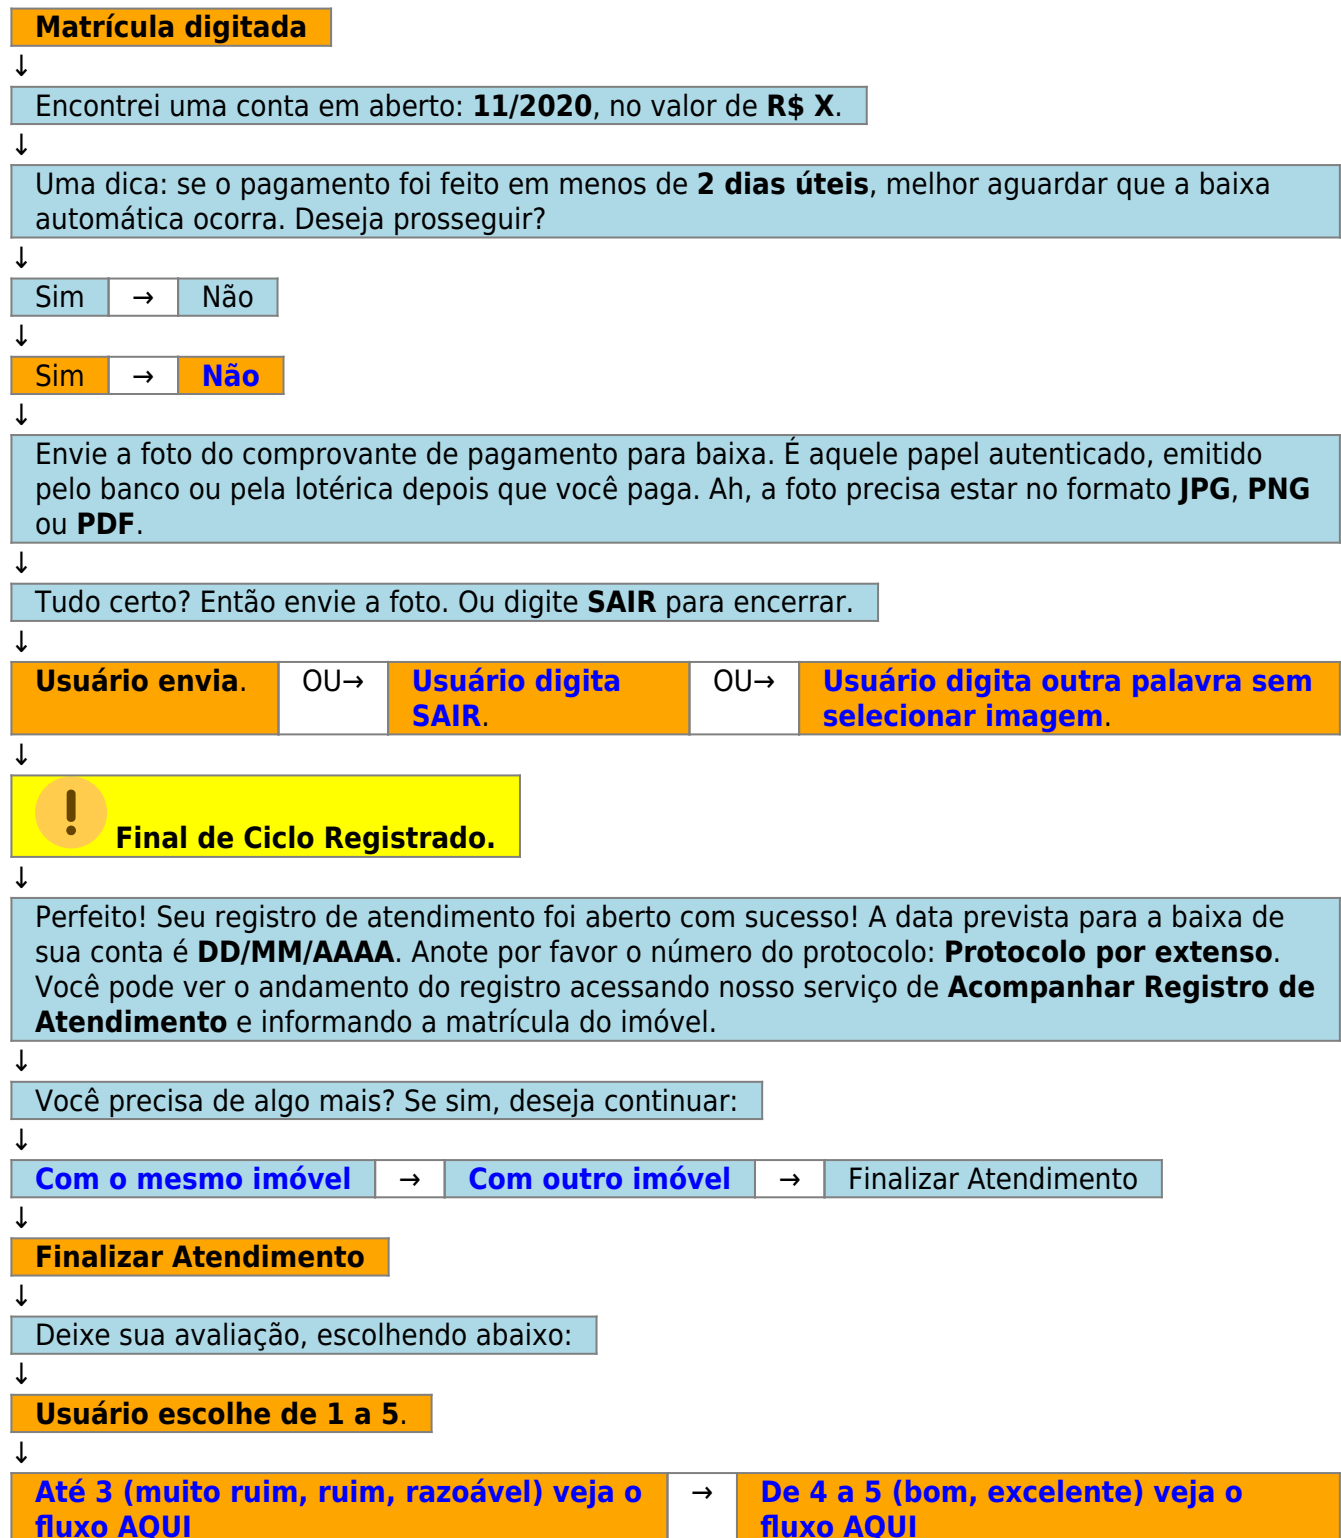 Matrícula digitada
↓
Encontrei uma conta em aberto: 11/2020, no valor de R$ X.
↓
Uma dica: se o pagamento foi feito em menos de 2 dias úteis, melhor aguardar que a baixa
automática ocorra. Deseja prosseguir?
↓
Sim → Não
↓
Sim → Não
↓
Envie a foto do comprovante de pagamento para baixa. É aquele papel autenticado, emitido
pelo banco ou pela lotérica depois que você paga. Ah, a foto precisa estar no formato JPG, PNG
ou PDF.
↓
Tudo certo? Então envie a foto. Ou digite SAIR para encerrar.
↓
Usuário envia. OU→ Usuário digita OU→ Usuário digita outra palavra sem
SAIR. selecionar imagem.
↓
! Final de Ciclo Registrado.
↓
Perfeito! Seu registro de atendimento foi aberto com sucesso! A data prevista para a baixa de
sua conta é DD/MM/AAAA. Anote por favor o número do protocolo: Protocolo por extenso.
Você pode ver o andamento do registro acessando nosso serviço de Acompanhar Registro de
Atendimento e informando a matrícula do imóvel.
↓
Você precisa de algo mais? Se sim, deseja continuar:
↓
Com o mesmo imóvel → Com outro imóvel → Finalizar Atendimento
↓
Finalizar Atendimento
↓
Deixe sua avaliação, escolhendo abaixo:
↓
Usuário escolhe de 1 a 5.
↓
Até 3 (muito ruim, ruim, razoável) veja o → De 4 a 5 (bom, excelente) veja o
fluxo AQUI fluxo AQUI